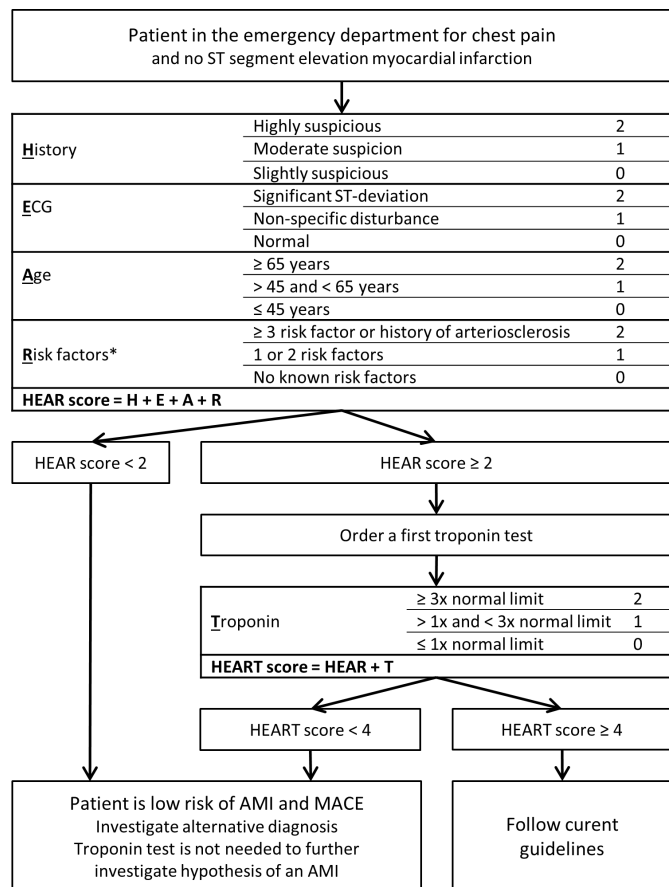 Patient in the emergency department for chest pain
and no ST segment elevation myocardial infarction
History
Highly suspicious 2
Moderate suspicion 1
Slightly suspicious 0
ECG
Significant ST-deviation 2
Non-specific disturbance 1
Normal 0
Age
≥ 65 years 2
> 45 and < 65 years 1
≤ 45 years 0
Risk factors*
≥ 3 risk factor or history of arteriosclerosis 2
1 or 2 risk factors 1
No known risk factors 0
HEAR score = H + E + A + R
HEAR score < 2
HEAR score ≥ 2
Order a first troponin test
Troponin
≥ 3x normal limit 2
> 1x and < 3x normal limit 1
≤ 1x normal limit 0
HEART score = HEAR + T
HEART score < 4
HEART score ≥ 4
Patient is low risk of AMI and MACE
Investigate alternative diagnosis
Troponin test is not needed to further
investigate hypothesis of an AMI
Follow curent
guidelines